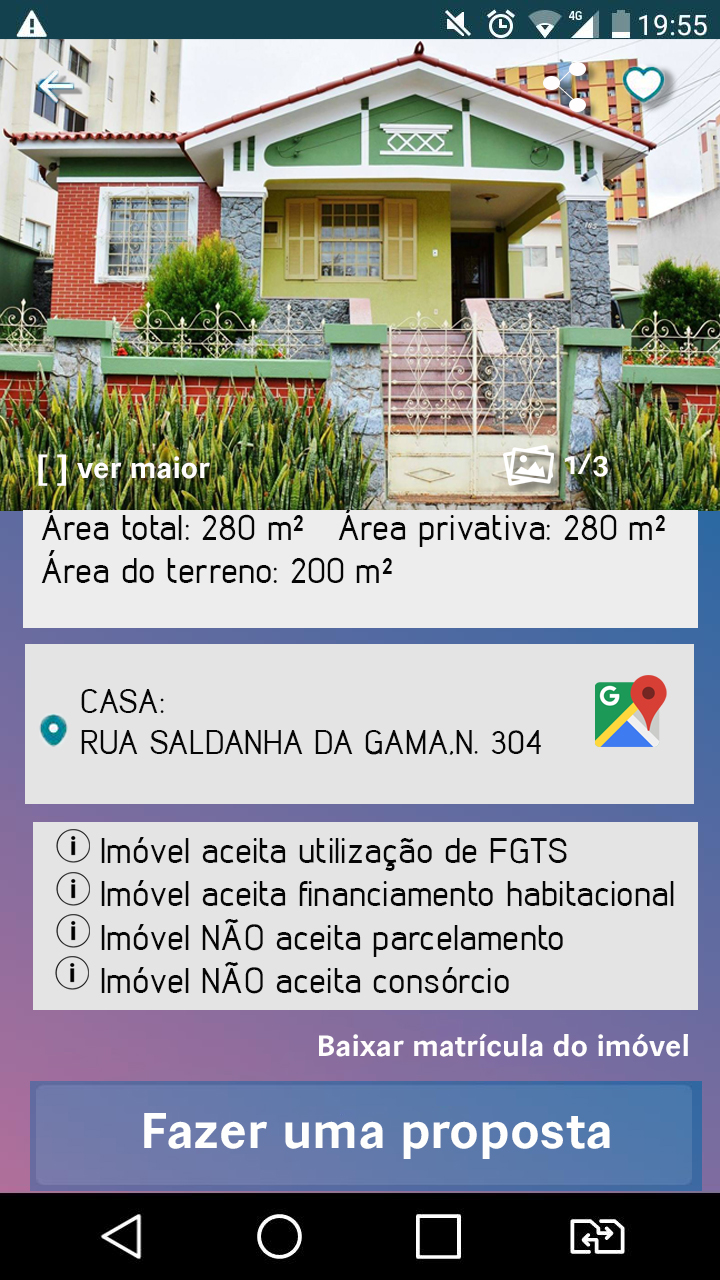 4G 19:55
[ ] ver maior 1/3
Área total: 280 m² Área privativa: 280 m²
Área do terreno: 200 m²
CASA:
RUA SALDANHA DA GAMA,N. 304
G
i Imóvel aceita utilização de FGTS
i Imóvel aceita financiamento habitacional
i Imóvel NÃO aceita parcelamento
i Imóvel NÃO aceita consórcio
Baixar matrícula do imóvel
Fazer uma proposta